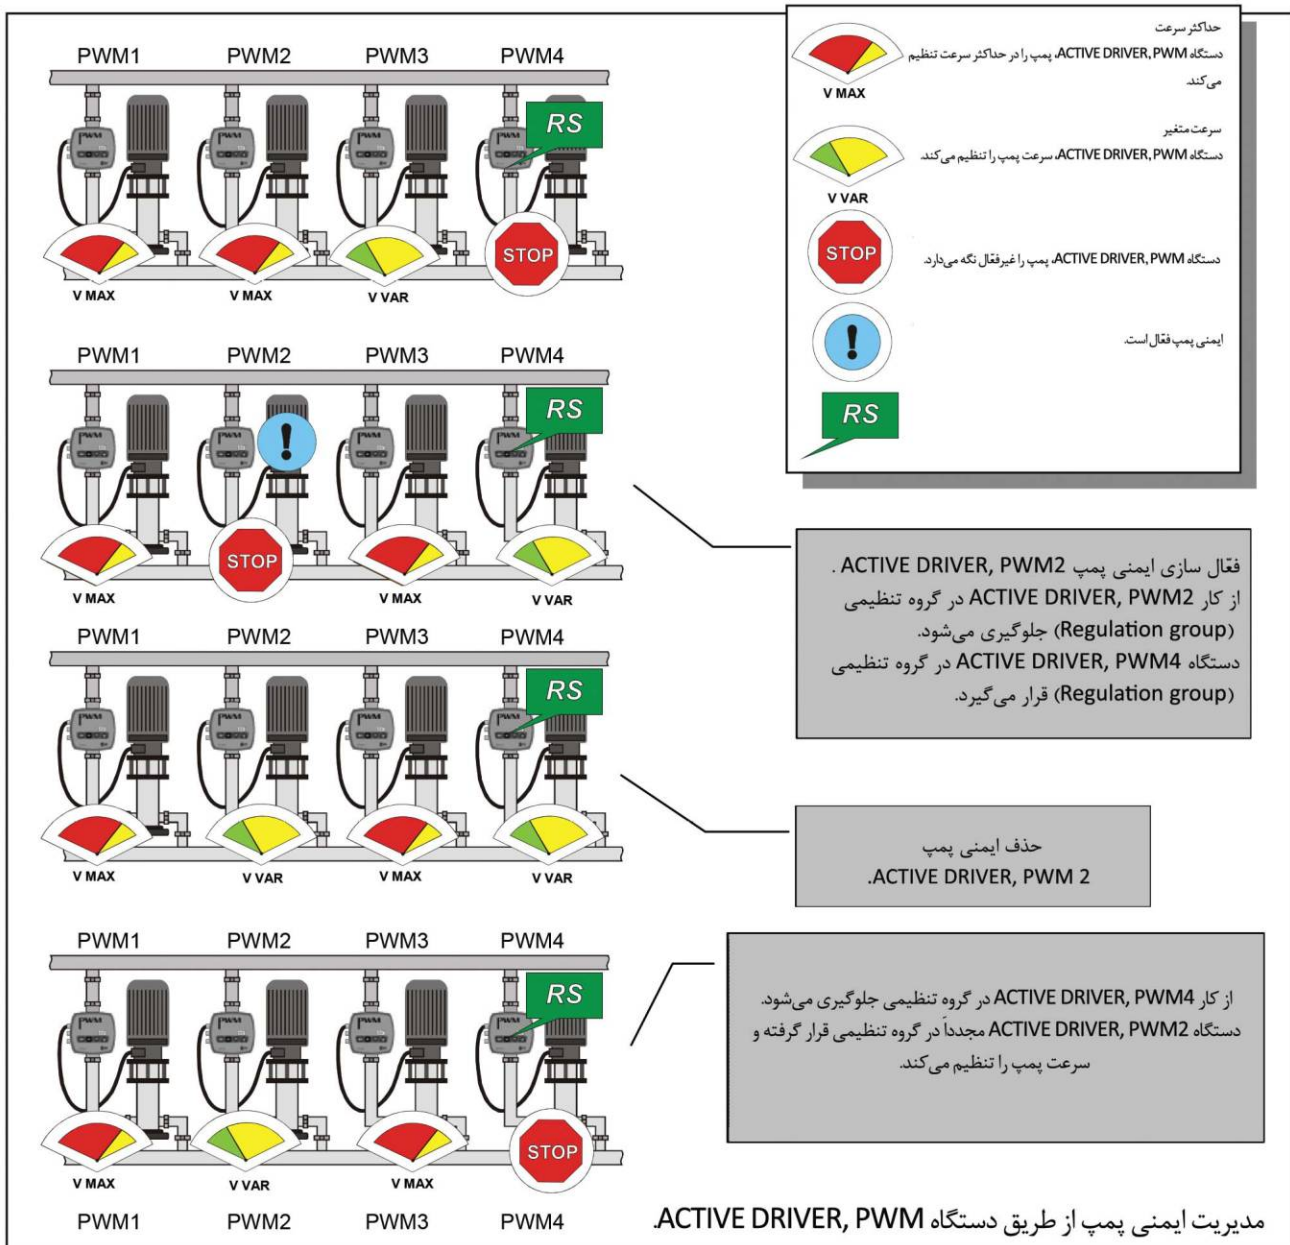 PWM1 PWM2 PWM3 PWM4
RS
V MAX V MAX V VAR STOP
PWM1 PWM2 PWM3 PWM4
RS
!
V MAX STOP V MAX V VAR
PWM1 PWM2 PWM3 PWM4
RS
V MAX V VAR V MAX V VAR
PWM1 PWM2 PWM3 PWM4
RS
V MAX V VAR V MAX STOP
PWM1 PWM2 PWM3 PWM4
حداکثر سرعت
دستگاه ACTIVE DRIVER, PWM، پمپ را در حداکثر سرعت تنظیم
می‌کند.
V MAX
سرعت متغیر
دستگاه ACTIVE DRIVER, PWM، سرعت پمپ را تنظیم می‌کند.
V VAR
STOP
دستگاه ACTIVE DRIVER, PWM، پمپ را غیرفعّال نگه می‌دارد.
!
ایمنی پمپ فعّال است.
RS
فعّال سازی ایمنی پمپ ACTIVE DRIVER, PWM2 .
از کار ACTIVE DRIVER, PWM2 در گروه تنظیمی
(Regulation group) جلوگیری می‌شود.
دستگاه ACTIVE DRIVER, PWM4 در گروه تنظیمی
(Regulation group) قرار می‌گیرد.
حذف ایمنی پمپ
ACTIVE DRIVER, PWM 2.
از کار ACTIVE DRIVER, PWM4 در گروه تنظیمی جلوگیری می‌شود.
دستگاه ACTIVE DRIVER, PWM2 مجدداً در گروه تنظیمی قرار گرفته و
سرعت پمپ را تنظیم می‌کند.
مدیریت ایمنی پمپ از طریق دستگاه ACTIVE DRIVER, PWM.